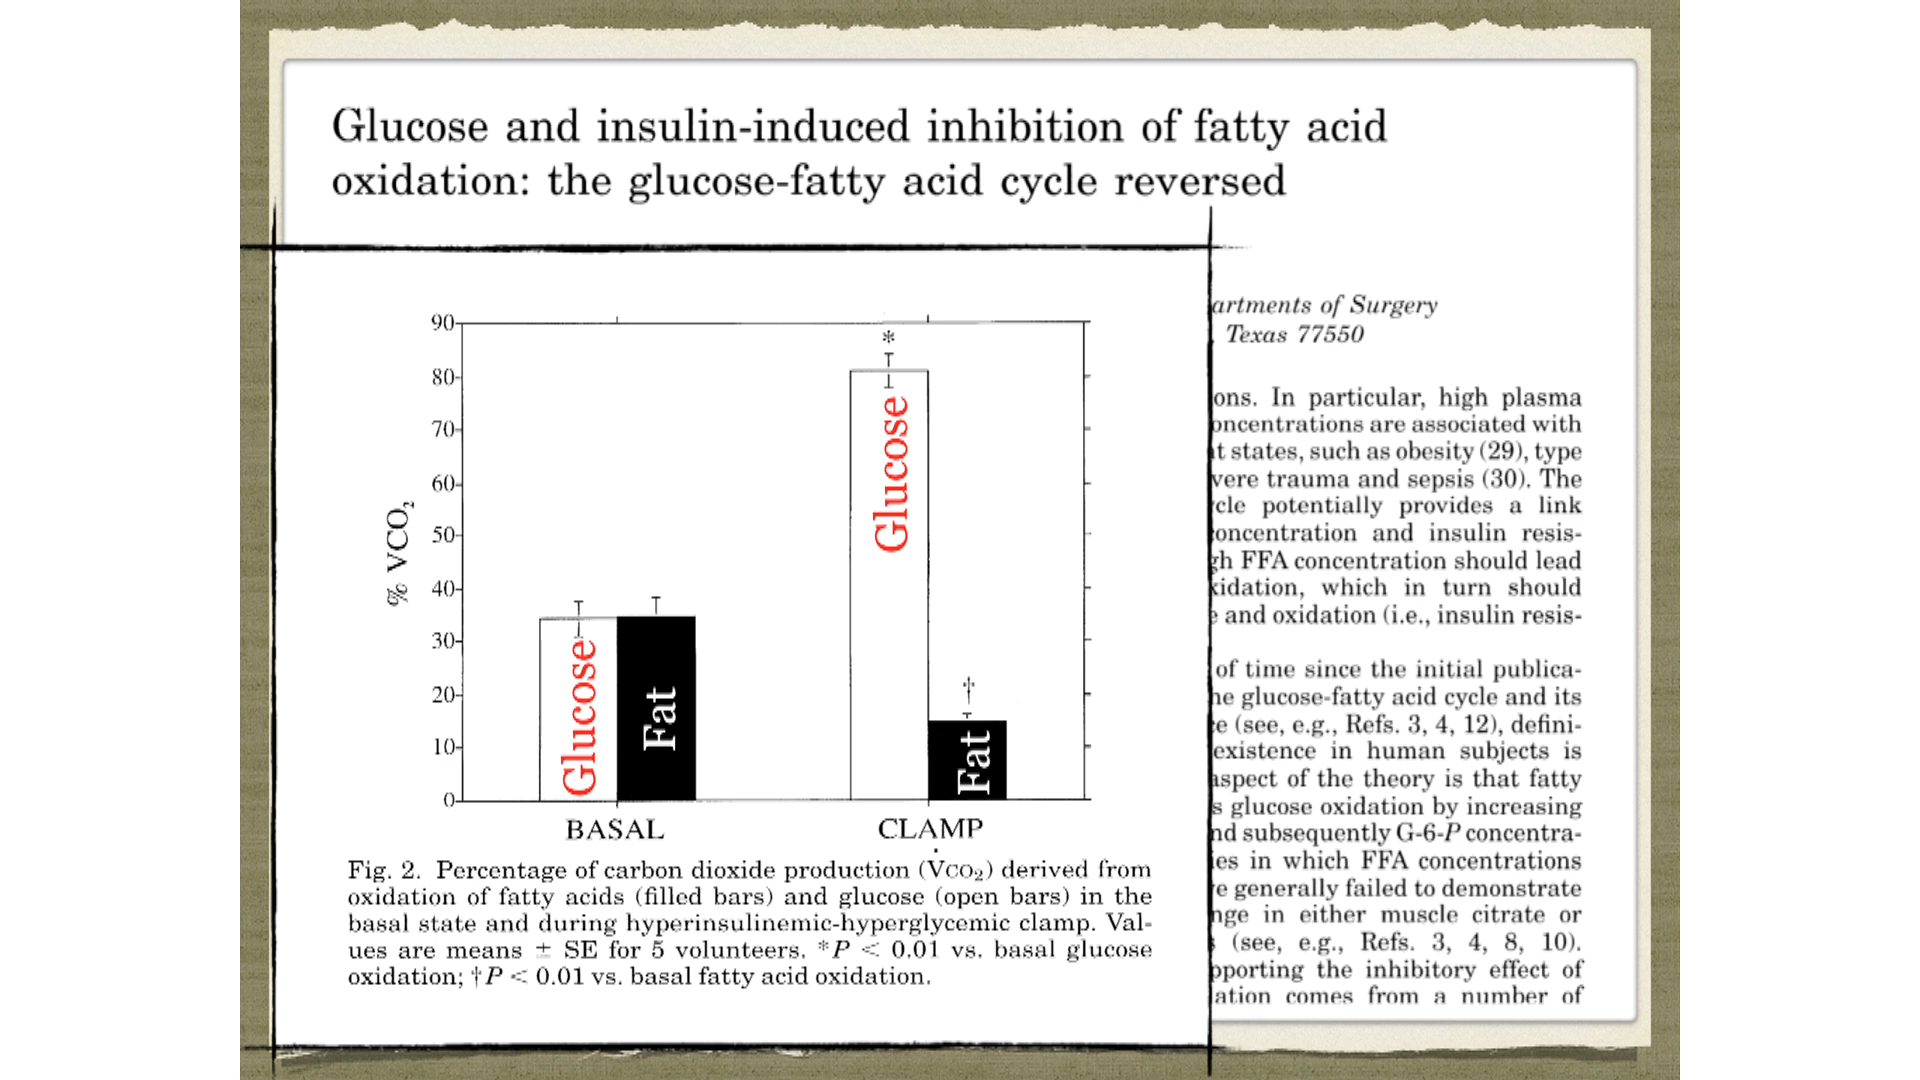 Glucose and insulin-induced inhibition of fatty acid
oxidation: the glucose-fatty acid cycle reversed
90
80
70
60
50
40
30
20
10
0
% VCO₂
*
†
Glucose
Fat
Glucose
Fat
BASAL
CLAMP
Fig. 2. Percentage of carbon dioxide production (V̇CO₂) derived from
oxidation of fatty acids (filled bars) and glucose (open bars) in the
basal state and during hyperinsulinemic-hyperglycemic clamp. Val-
ues are means ± SE for 5 volunteers. *P < 0.01 vs. basal glucose
oxidation; †P < 0.01 vs. basal fatty acid oxidation.
artments of Surgery
Texas 77550
ons. In particular, high plasma
oncentrations are associated with
t states, such as obesity (29), type
vere trauma and sepsis (30). The
cle potentially provides a link
oncentration and insulin resis-
gh FFA concentration should lead
xidation, which in turn should
e and oxidation (i.e., insulin resis-
of time since the initial publica-
he glucose-fatty acid cycle and its
e (see, e.g., Refs. 3, 4, 12), defini-
existence in human subjects is
aspect of the theory is that fatty
s glucose oxidation by increasing
nd subsequently G-6-P concentra-
ies in which FFA concentrations
e generally failed to demonstrate
nge in either muscle citrate or
(see, e.g., Refs. 3, 4, 8, 10).
pporting the inhibitory effect of
ation comes from a number of